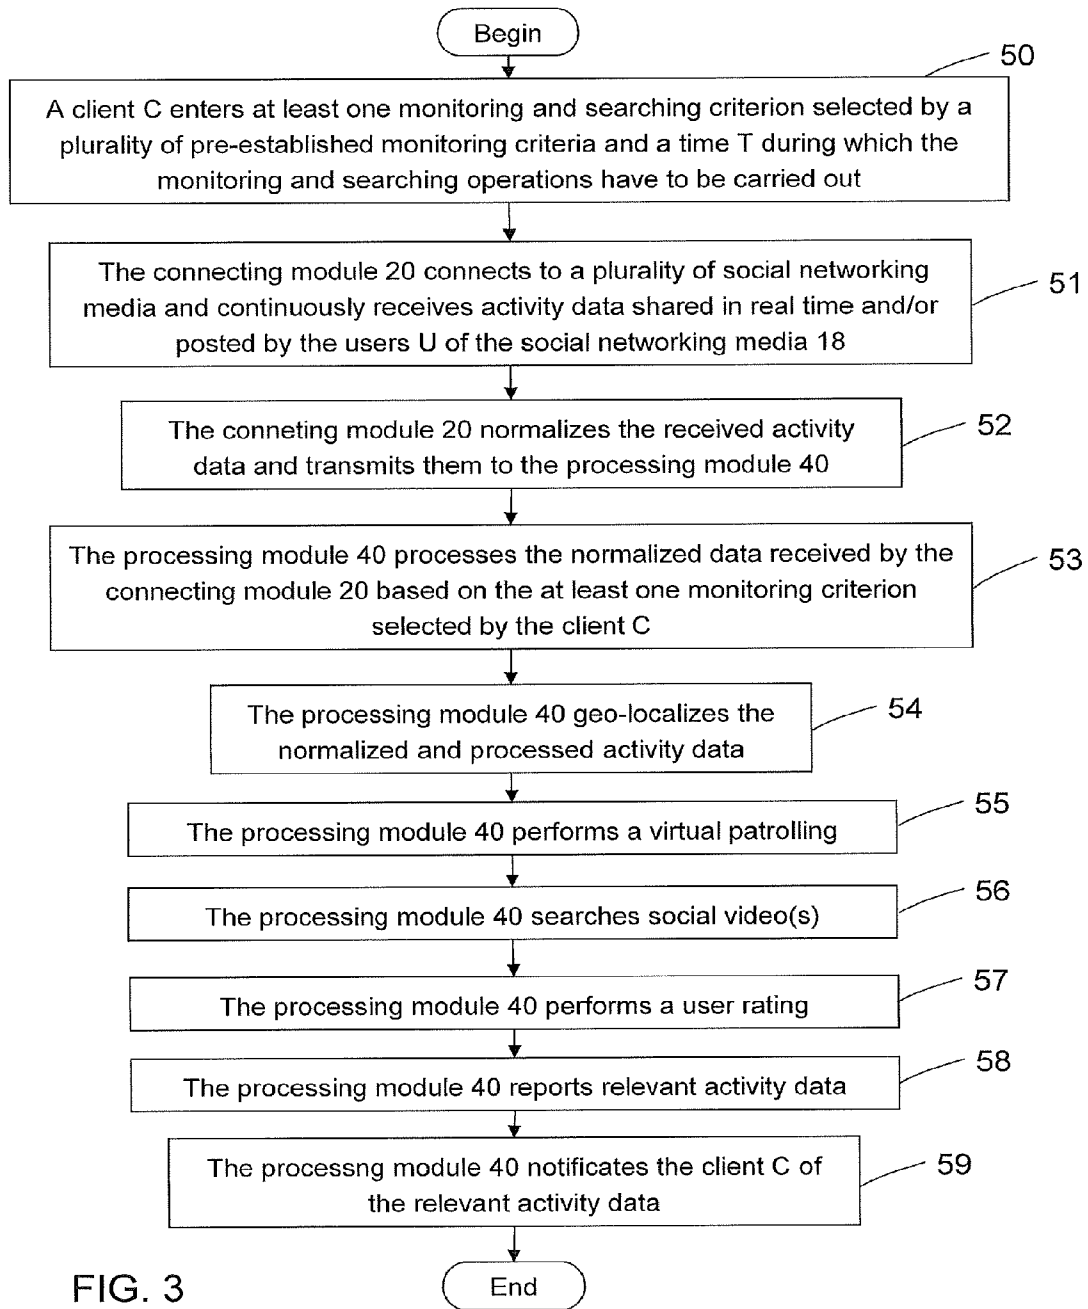 Begin
50
A client C enters at least one monitoring and searching criterion selected by a
plurality of pre-established monitoring criteria and a time T during which the
monitoring and searching operations have to be carried out
The connecting module 20 connects to a plurality of social networking
media and continuously receives activity data shared in real time and/or
posted by the users U of the social networking media 18
51
The conneting module 20 normalizes the received activity
data and transmits them to the processing module 40
52
The processing module 40 processes the normalized data received by the
connecting module 20 based on the at least one monitoring criterion
selected by the client C
53
The processing module 40 geo-localizes the
normalized and processed activity data
54
The processing module 40 performs a virtual patrolling
55
The processing module 40 searches social video(s)
56
The processing module 40 performs a user rating
57
The processing module 40 reports relevant activity data
58
The processng module 40 notificates the client C of
the relevant activity data
59
End
FIG. 3